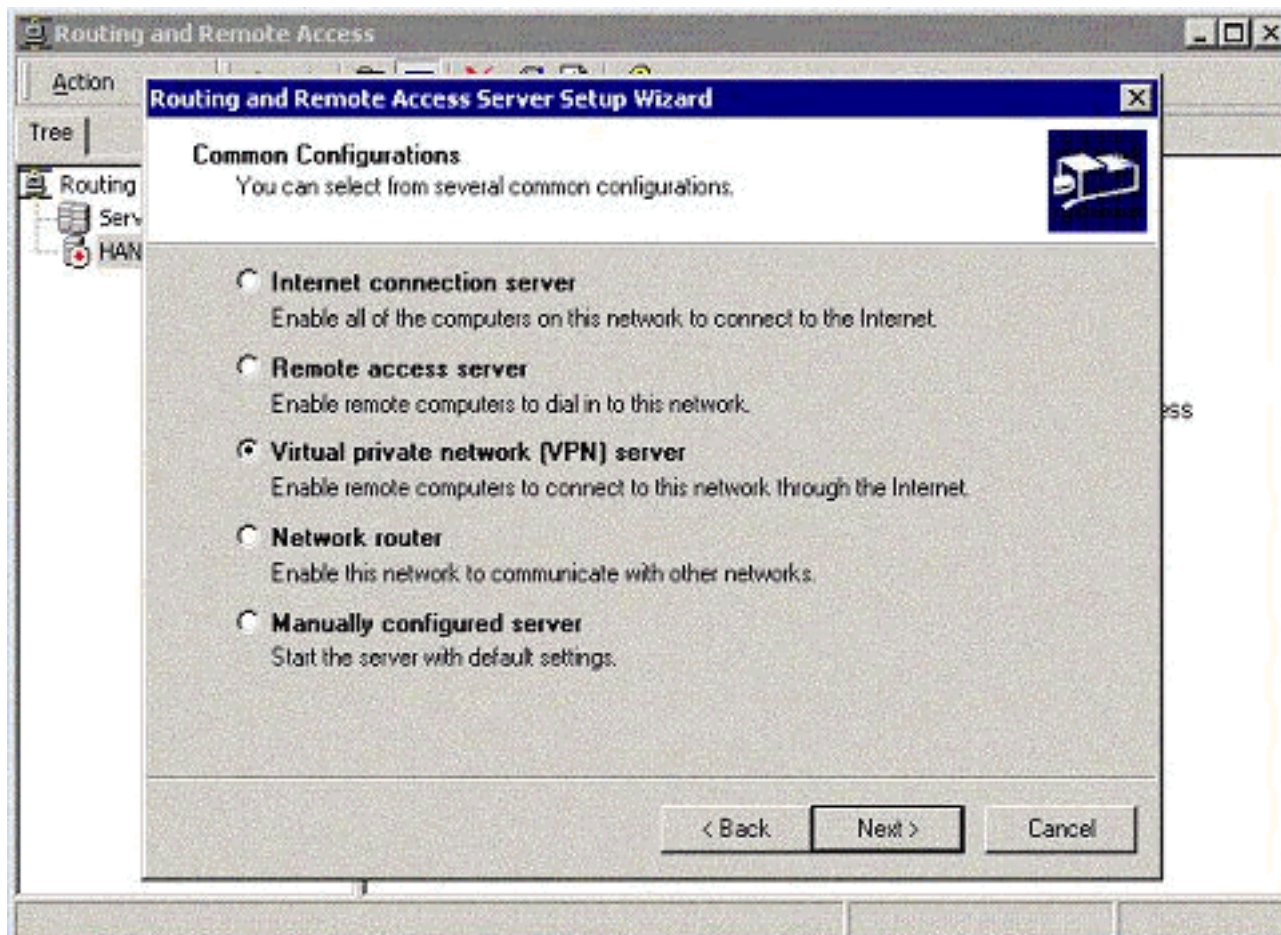 Routing and Remote Access
Action
Tree
Routing
Serv
HAN
Routing and Remote Access Server Setup Wizard
Common Configurations
You can select from several common configurations.
Internet connection server
Enable all of the computers on this network to connect to the Internet.
Remote access server
Enable remote computers to dial in to this network.
Virtual private network (VPN) server
Enable remote computers to connect to this network through the Internet.
Network router
Enable this network to communicate with other networks.
Manually configured server
Start the server with default settings.
ess
< Back
Next >
Cancel